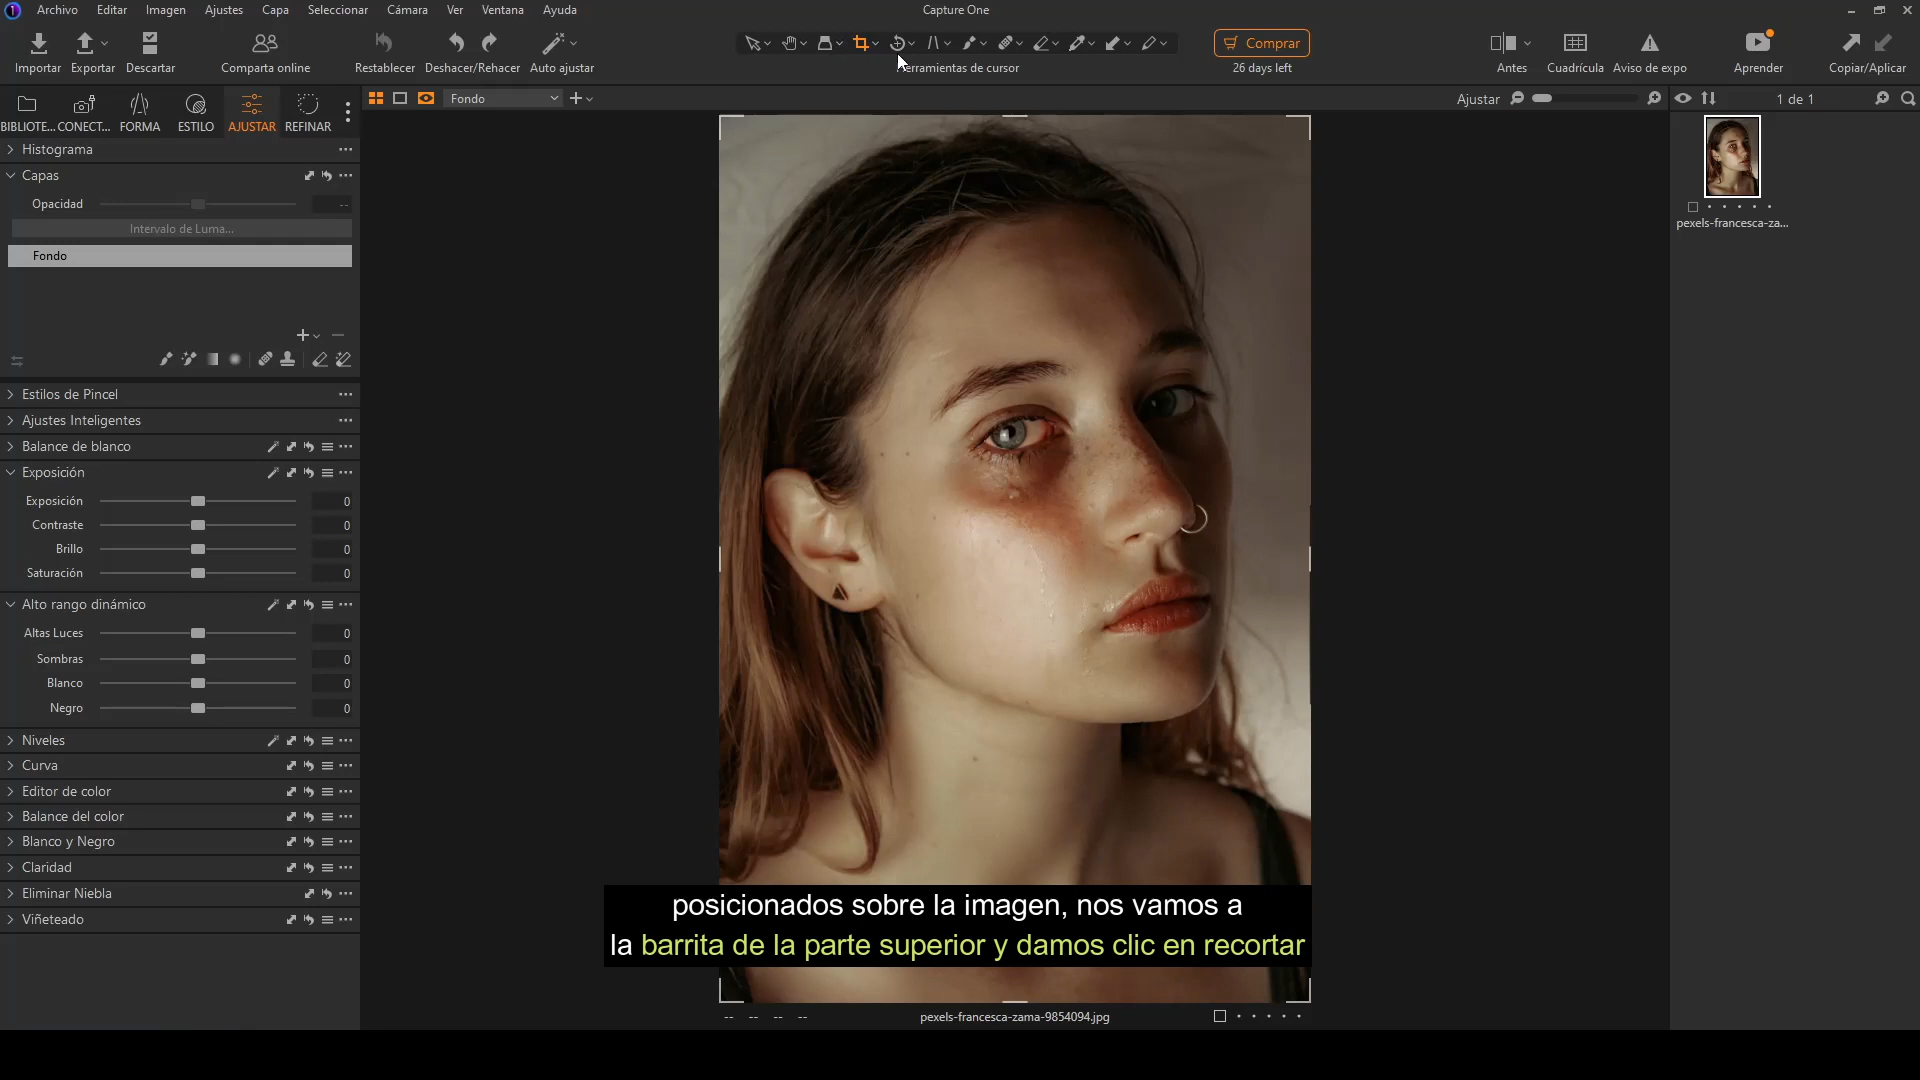 Archivo Editar Imagen Ajustes Capa Seleccionar Cámara Ver Ventana Ayuda
Capture One
Importar Exportar Descartar Comparta online Restablecer Deshacer/Rehacer Auto ajustar
Herramientas de cursor
Comprar
26 days left
Antes Cuadrícula Aviso de expo Aprender Copiar/Aplicar
BIBLIOTE... CONECT... FORMA ESTILO AJUSTAR REFINAR
Fondo
Ajustar
1 de 1
Histograma
Capas
Opacidad --
Intervalo de Luma...
Fondo
Estilos de Pincel
Ajustes Inteligentes
Balance de blanco
Exposición
Exposición 0
Contraste 0
Brillo 0
Saturación 0
Alto rango dinámico
Altas Luces 0
Sombras 0
Blanco 0
Negro 0
Niveles
Curva
Editor de color
Balance del color
Blanco y Negro
Claridad
Eliminar Niebla
Viñeteado
pexels-francesca-za...
posicionados sobre la imagen, nos vamos a
la barrita de la parte superior y damos clic en recortar
-- -- -- --
pexels-francesca-zama-9854094.jpg